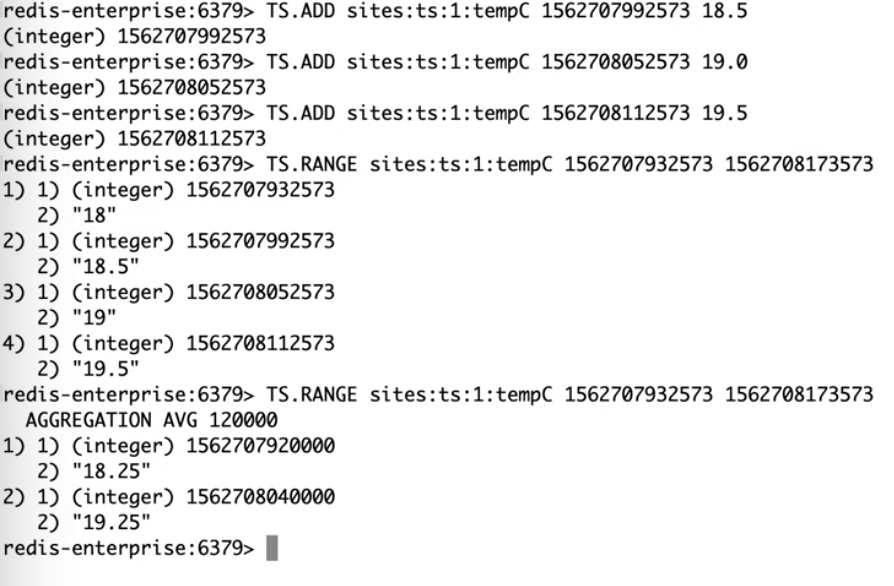 redis-enterprise:6379> TS.ADD sites:ts:1:tempC 1562707992573 18.5
(integer) 1562707992573
redis-enterprise:6379> TS.ADD sites:ts:1:tempC 1562708052573 19.0
(integer) 1562708052573
redis-enterprise:6379> TS.ADD sites:ts:1:tempC 1562708112573 19.5
(integer) 1562708112573
redis-enterprise:6379> TS.RANGE sites:ts:1:tempC 1562707932573 1562708173573
1) 1) (integer) 1562707932573
   2) "18"
2) 1) (integer) 1562707992573
   2) "18.5"
3) 1) (integer) 1562708052573
   2) "19"
4) 1) (integer) 1562708112573
   2) "19.5"
redis-enterprise:6379> TS.RANGE sites:ts:1:tempC 1562707932573 1562708173573
  AGGREGATION AVG 120000
1) 1) (integer) 1562707920000
   2) "18.25"
2) 1) (integer) 1562708040000
   2) "19.25"
redis-enterprise:6379>